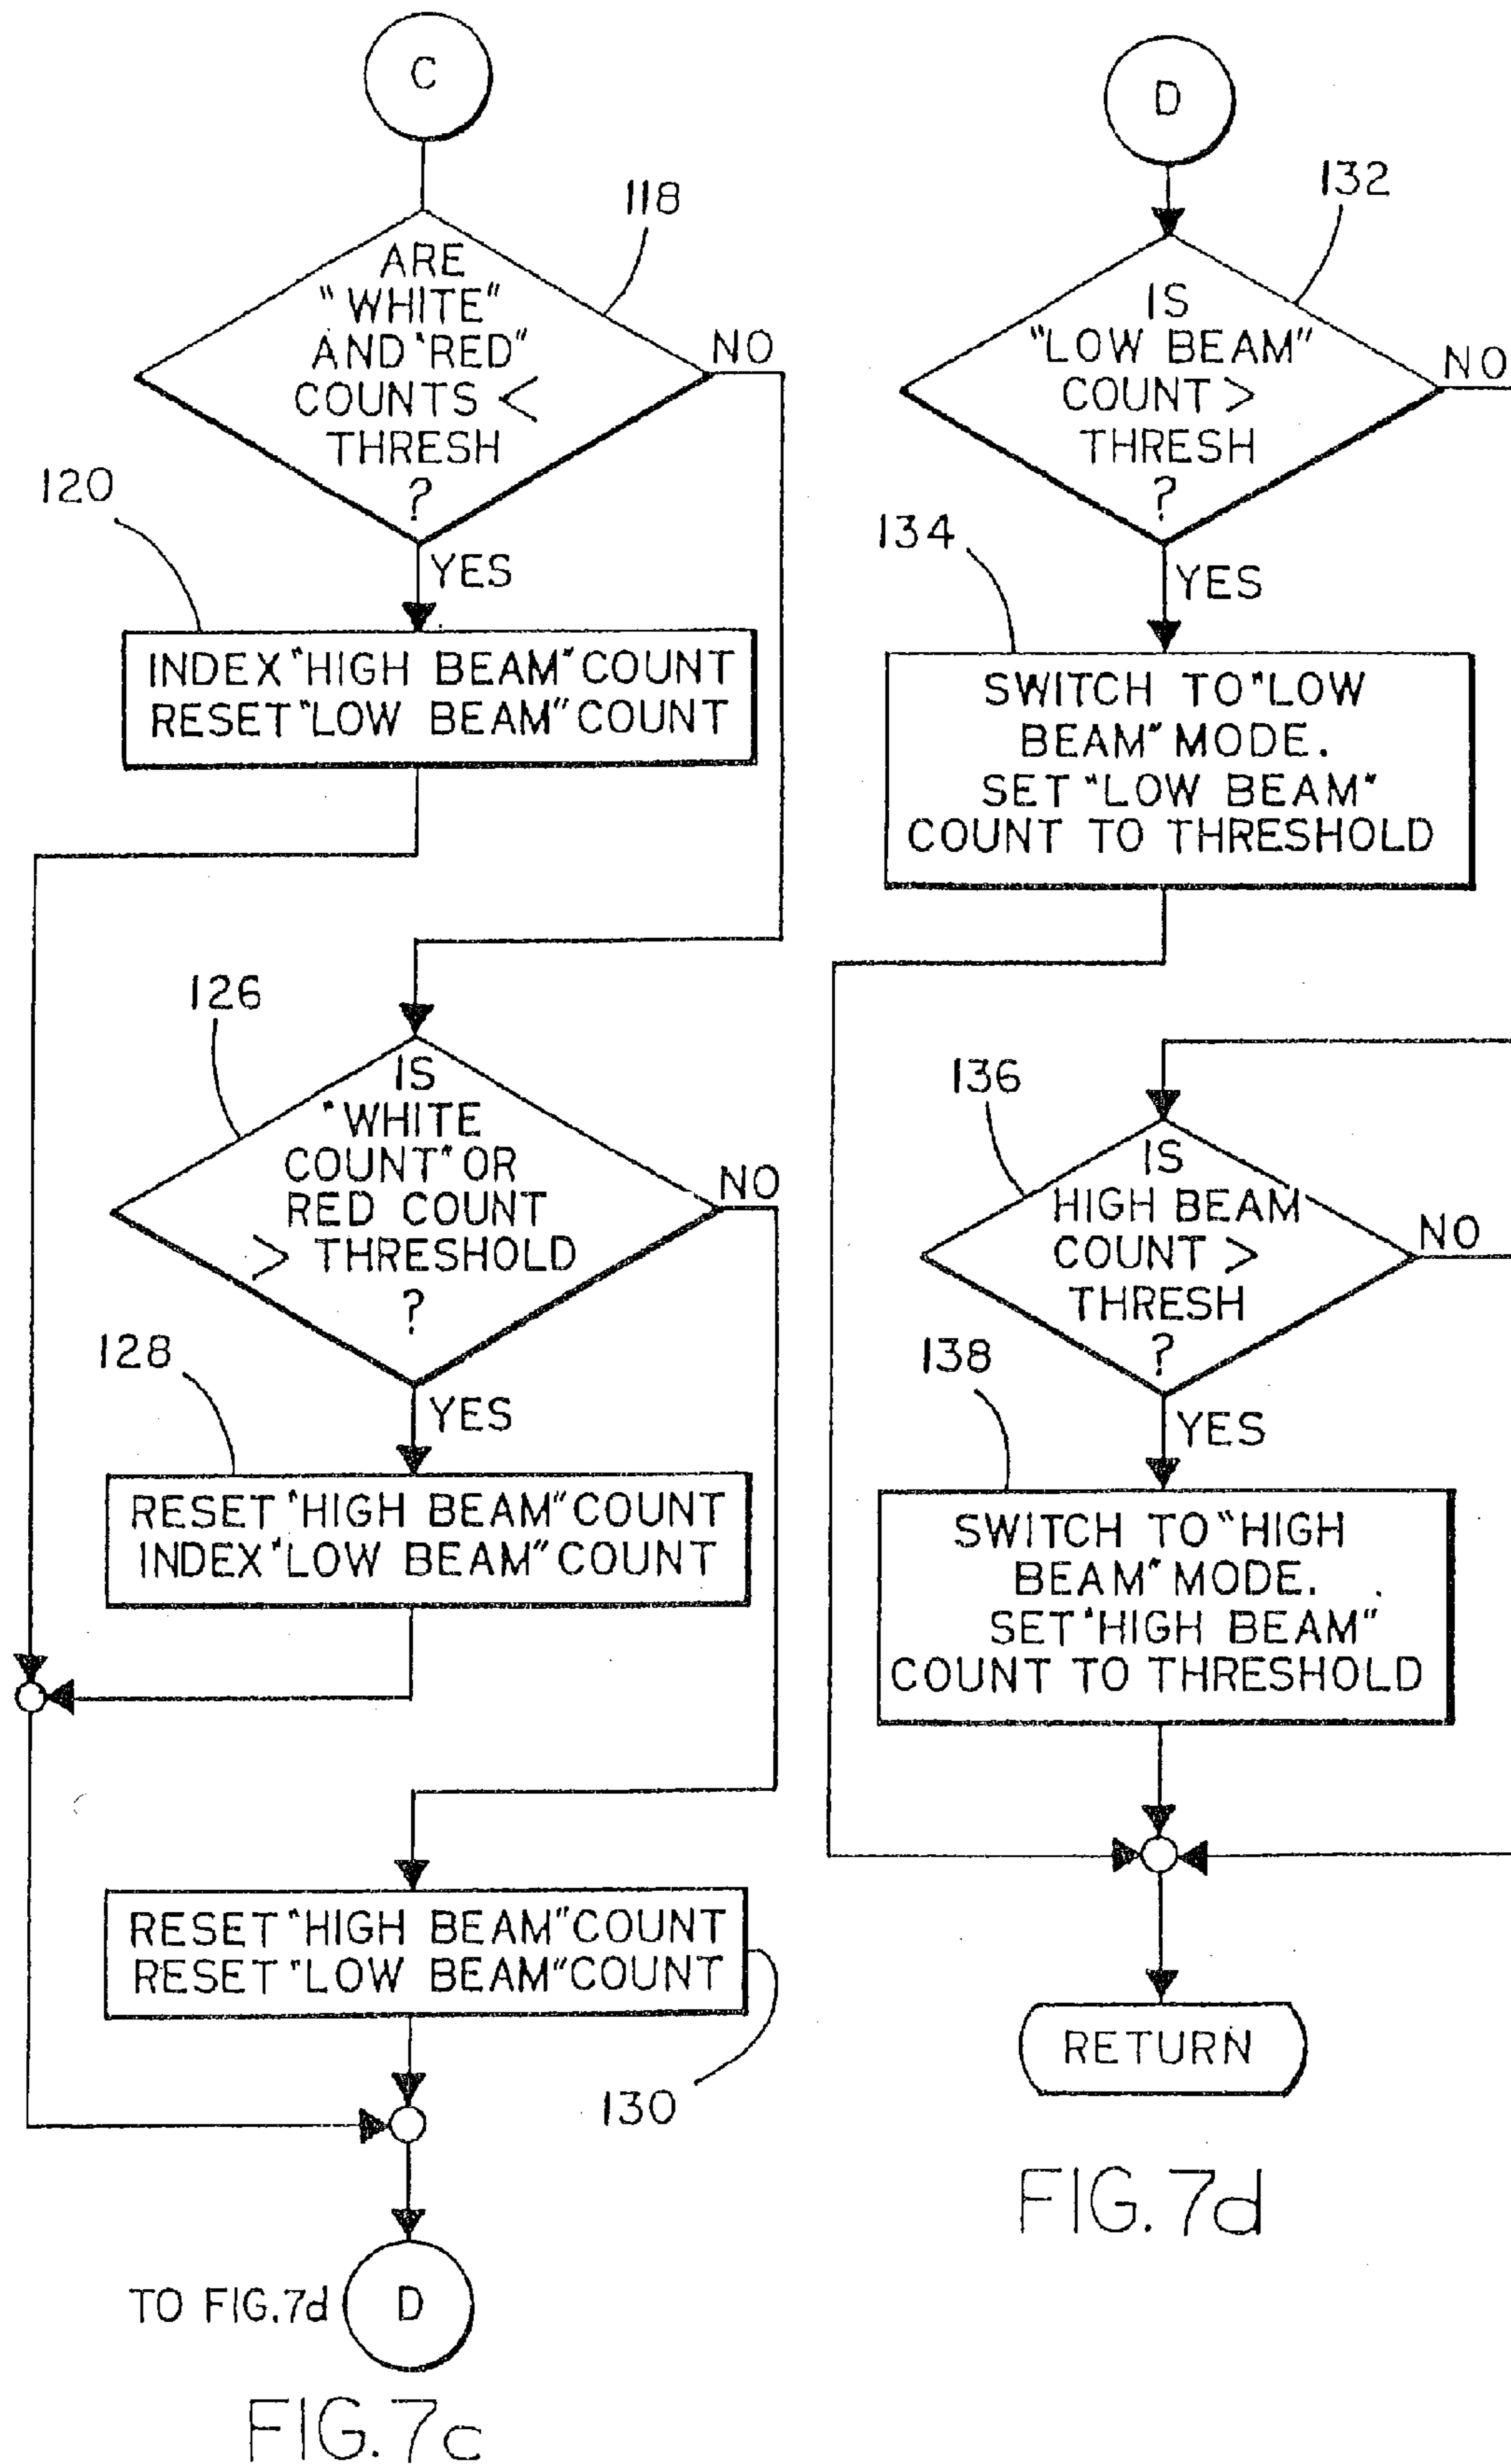 C
118
ARE
"WHITE"
AND "RED"
COUNTS <
THRESH
?
NO
120
YES
INDEX "HIGH BEAM" COUNT
RESET "LOW BEAM" COUNT
126
IS
"WHITE
COUNT" OR
RED COUNT
> THRESHOLD
?
NO
128
YES
RESET "HIGH BEAM" COUNT
INDEX "LOW BEAM" COUNT
RESET "HIGH BEAM" COUNT
RESET "LOW BEAM" COUNT
130
TO FIG.7d
D
FIG.7c
D
132
IS
"LOW BEAM"
COUNT >
THRESH
?
NO
134
YES
SWITCH TO "LOW
BEAM" MODE.
SET "LOW BEAM"
COUNT TO THRESHOLD
136
IS
HIGH BEAM
COUNT >
THRESH
?
NO
138
YES
SWITCH TO "HIGH
BEAM" MODE.
SET "HIGH BEAM"
COUNT TO THRESHOLD
RETURN
FIG.7d